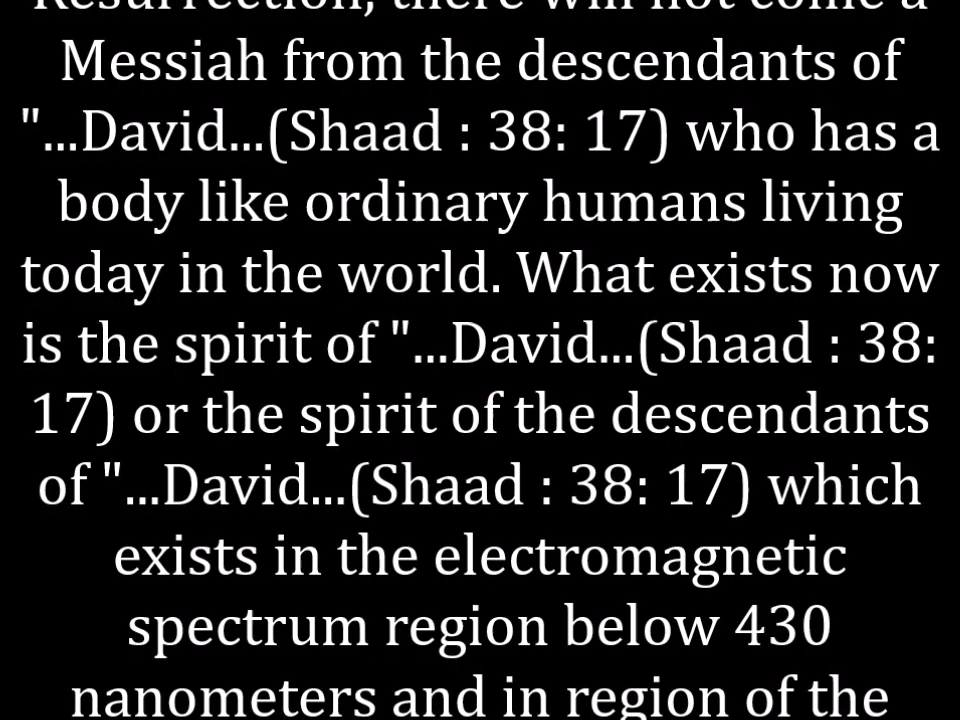 Resurrection, there will not come a
Messiah from the descendants of
"...David...(Shaad : 38: 17) who has a
body like ordinary humans living
today in the world. What exists now
is the spirit of "...David...(Shaad : 38:
17) or the spirit of the descendants
of "...David...(Shaad : 38: 17) which
exists in the electromagnetic
spectrum region below 430
nanometers and in region of the